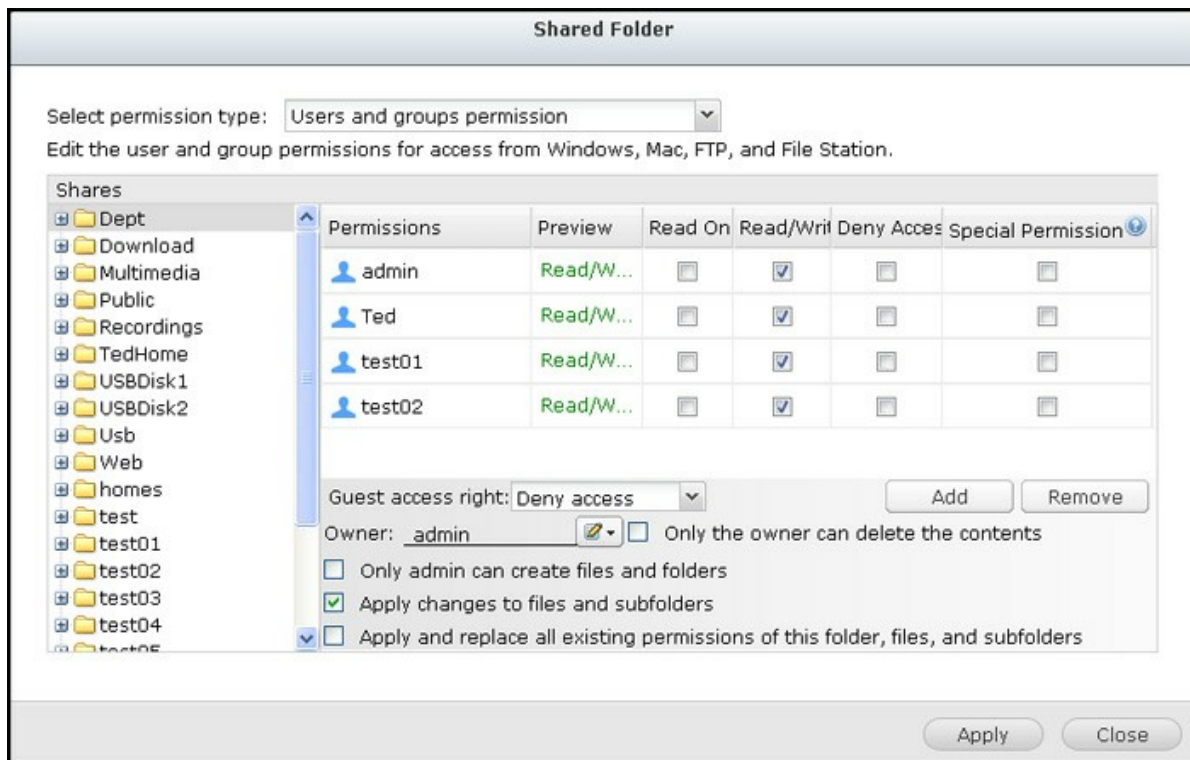 Shared Folder
Select permission type: Users and groups permission
Edit the user and group permissions for access from Windows, Mac, FTP, and File Station.
Shares
Dept
Download
Multimedia
Public
Recordings
TedHome
USBDisk1
USBDisk2
Usb
Web
homes
test
test01
test02
test03
test04
test05
Permissions Preview Read On Read/Writ Deny Acces Special Permission
admin Read/W...
Ted Read/W...
test01 Read/W...
test02 Read/W...
Guest access right: Deny access Add Remove
Owner: admin Only the owner can delete the contents
Only admin can create files and folders
Apply changes to files and subfolders
Apply and replace all existing permissions of this folder, files, and subfolders
Apply Close